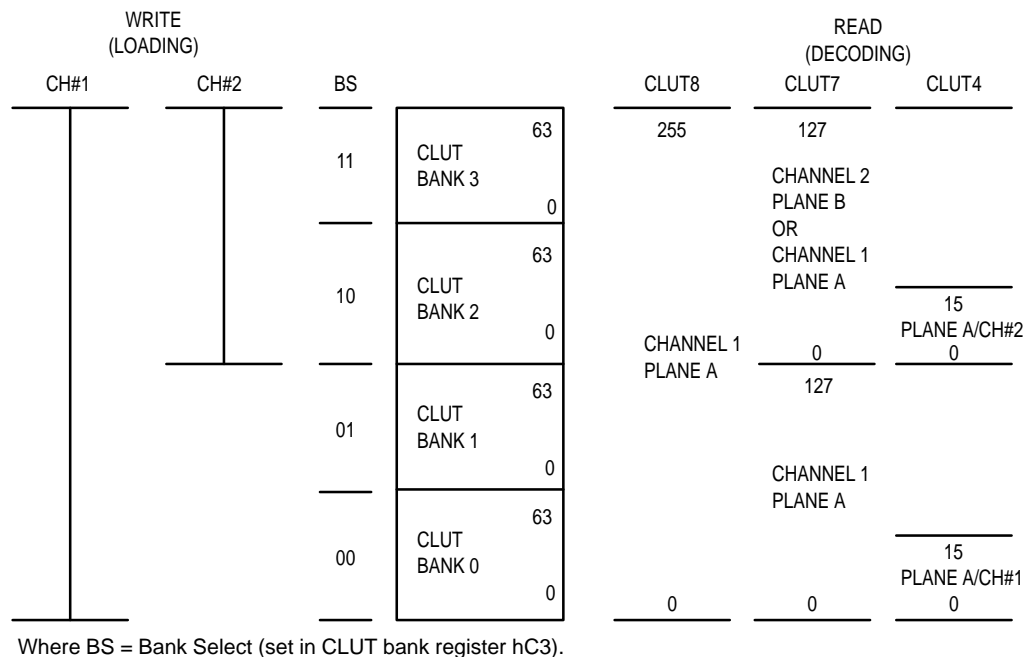 WRITE
(LOADING)
READ
(DECODING)
CH#1 CH#2 BS CLUT8 CLUT7 CLUT4
63 255 127
11 CLUT
BANK 3
0
CHANNEL 2
PLANE B
OR
CHANNEL 1
PLANE A
63
10 CLUT
BANK 2
0
15
PLANE A/CH#2
0 0
CHANNEL 1
PLANE A
63 127
01 CLUT
BANK 1
0
CHANNEL 1
PLANE A
63
00 CLUT
BANK 0
0
15
PLANE A/CH#1
0 0 0
Where BS = Bank Select (set in CLUT bank register hC3).